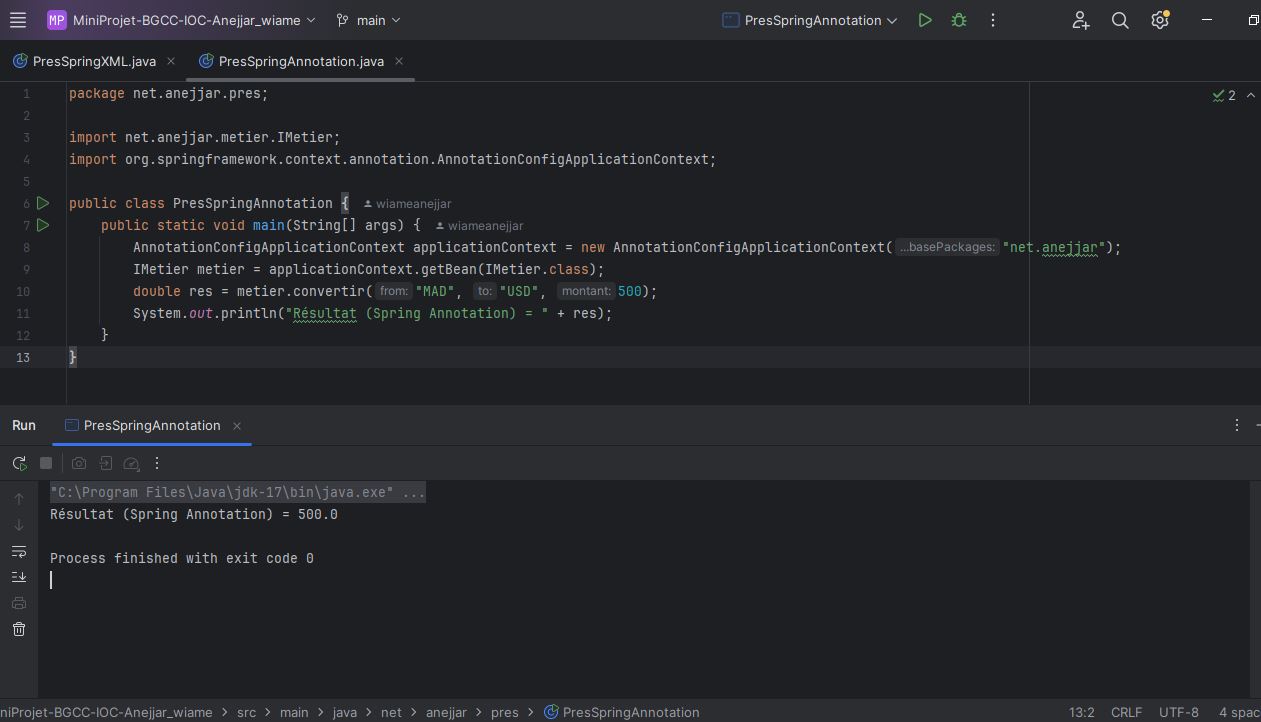 MP MiniProjet-BGCC-IOC-Anejjar_wiame main PresSpringAnnotation
PresSpringXML.java PresSpringAnnotation.java
1 package net.anejjar.pres; 2
2
3 import net.anejjar.metier.IMetier;
4 import org.springframework.context.annotation.AnnotationConfigApplicationContext;
5
6 public class PresSpringAnnotation { wiameanejjar
7 public static void main(String[] args) { wiameanejjar
8 AnnotationConfigApplicationContext applicationContext = new AnnotationConfigApplicationContext( ...basePackages: "net.anejjar");
9 IMetier metier = applicationContext.getBean(IMetier.class);
10 double res = metier.convertir( from: "MAD", to: "USD", montant: 500);
11 System.out.println("Résultat (Spring Annotation) = " + res);
12 }
13 }
Run PresSpringAnnotation
"C:\Program Files\Java\jdk-17\bin\java.exe" ...
Résultat (Spring Annotation) = 500.0
Process finished with exit code 0
niProjet-BGCC-IOC-Anejjar_wiame > src > main > java > net > anejjar > pres > PresSpringAnnotation 13:2 CRLF UTF-8 4 spac